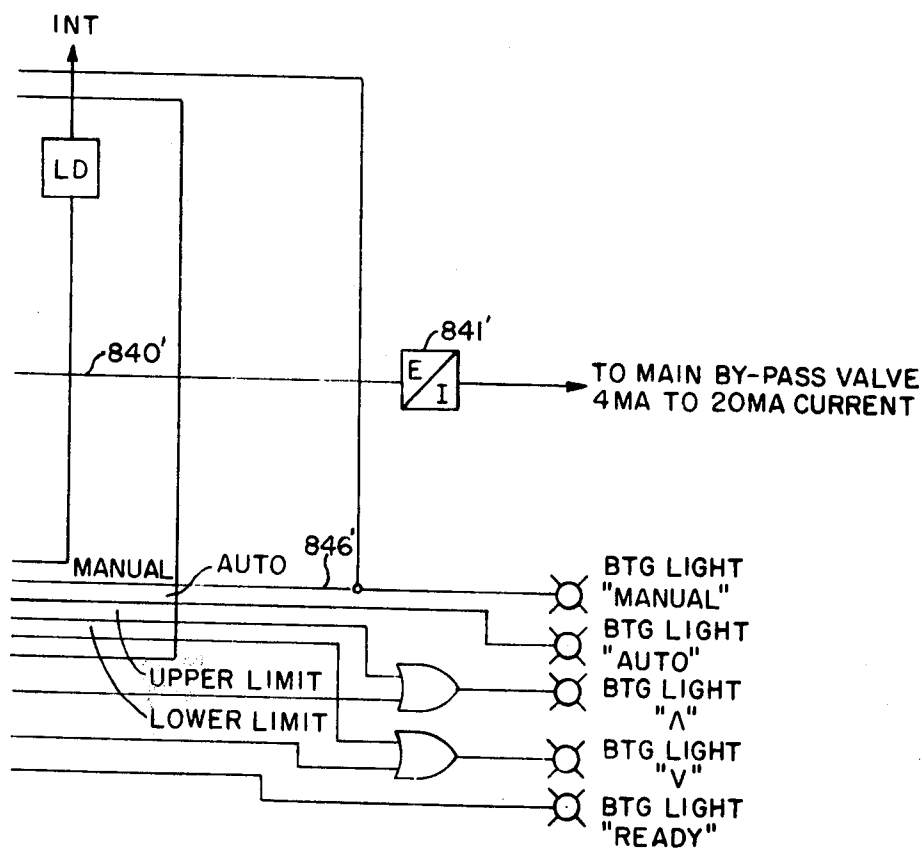 INT
LD
840'
841'
E
I
TO MAIN BY-PASS VALVE
4MA TO 20MA CURRENT
846'
MANUAL
AUTO
UPPER LIMIT
LOWER LIMIT
BTG LIGHT
"MANUAL"
BTG LIGHT
"AUTO"
BTG LIGHT
"Λ"
BTG LIGHT
"V"
BTG LIGHT
"READY"